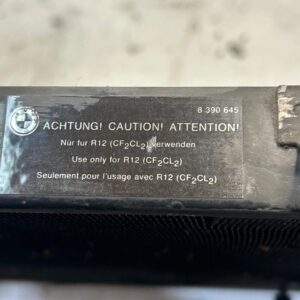 8 390 645
ACHTUNG! CAUTION! ATTENTION!
Nur fur R12 (CF₂CL₂) verwenden
Use only for R12 (CF₂CL₂)
Seulement pour l'usage avec R12 (CF₂CL₂)